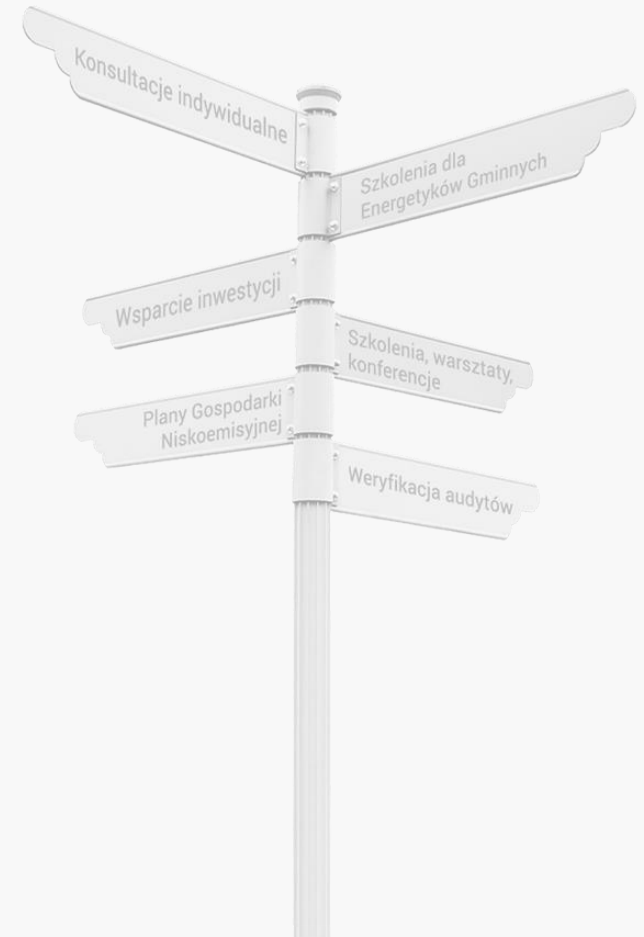 Konsultacje indywidualne
Szkolenia dla
Energetyków Gminnych
Wsparcie inwestycji
Szkolenia, warsztaty,
konferencje
Plany Gospodarki
Niskoemisyjnej
Weryfikacja audytów